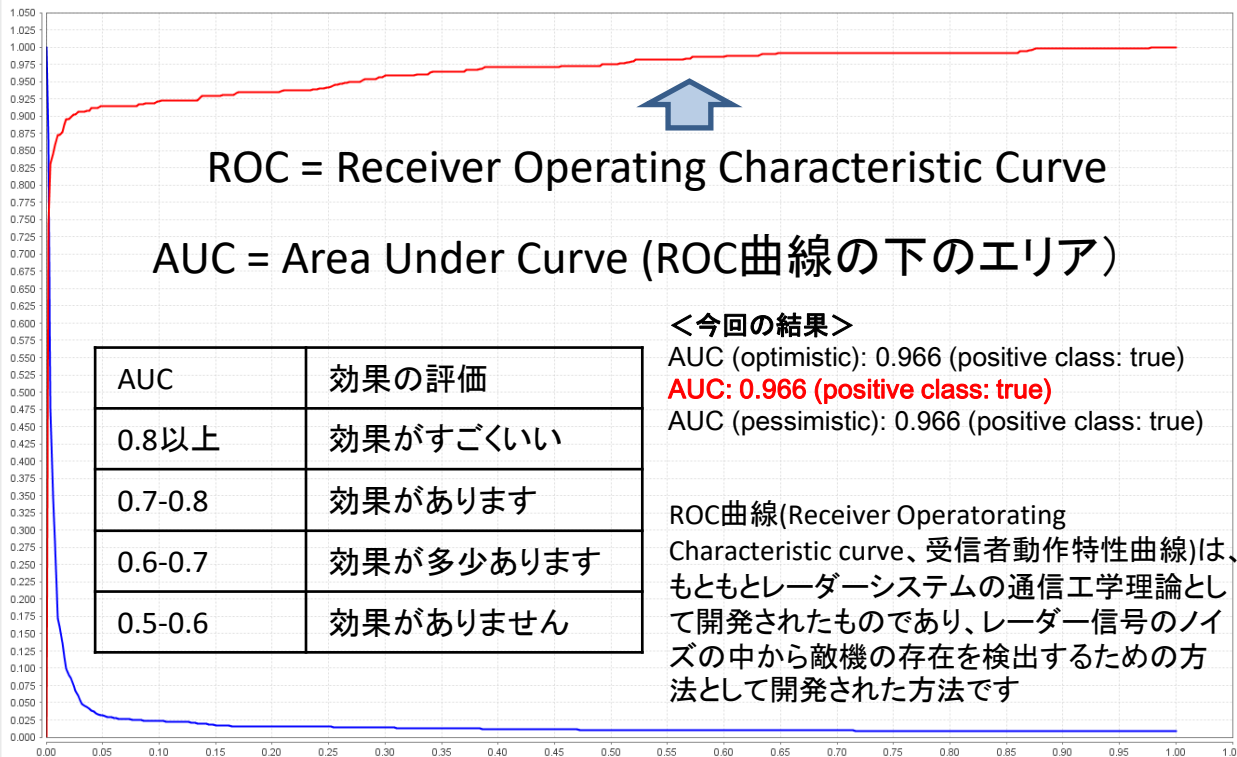 1.050
1.025
1.000
0.975
0.950
0.925
0.900
0.875
0.850
0.825
0.800
0.775
0.750
0.725
0.700
0.675
0.650
0.625
0.600
0.575
0.550
0.525
0.500
0.475
0.450
0.425
0.400
0.375
0.350
0.325
0.300
0.275
0.250
0.225
0.200
0.175
0.150
0.125
0.100
0.075
0.050
0.025
0.000
ROC = Receiver Operating Characteristic Curve
AUC = Area Under Curve (ROC曲線の下のエリア）
AUC 効果の評価
0.8以上 効果がすごくいい
0.7-0.8 効果があります
0.6-0.7 効果が多少あります
0.5-0.6 効果がありません
＜今回の結果＞
AUC (optimistic): 0.966 (positive class: true)
AUC: 0.966 (positive class: true)
AUC (pessimistic): 0.966 (positive class: true)
ROC曲線(Receiver Operatorating
Characteristic curve、受信者動作特性曲線)は、
もともとレーダーシステムの通信工学理論とし
て開発されたものであり、レーダー信号のノイ
ズの中から敵機の存在を検出するための方
法として開発された方法です
0.00 0.05 0.10 0.15 0.20 0.25 0.30 0.35 0.40 0.45 0.50 0.55 0.60 0.65 0.70 0.75 0.80 0.85 0.90 0.95 1.00 1.0